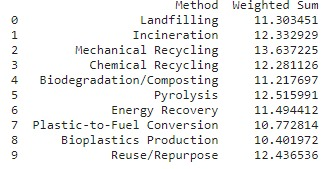 Method Weighted Sum
0 Landfilling 11.303451
1 Incineration 12.332929
2 Mechanical Recycling 13.637225
3 Chemical Recycling 12.281126
4 Biodegradation/Composting 11.217697
5 Pyrolysis 12.515991
6 Energy Recovery 11.494412
7 Plastic-to-Fuel Conversion 10.772814
8 Bioplastics Production 10.401972
9 Reuse/Repurpose 12.436536